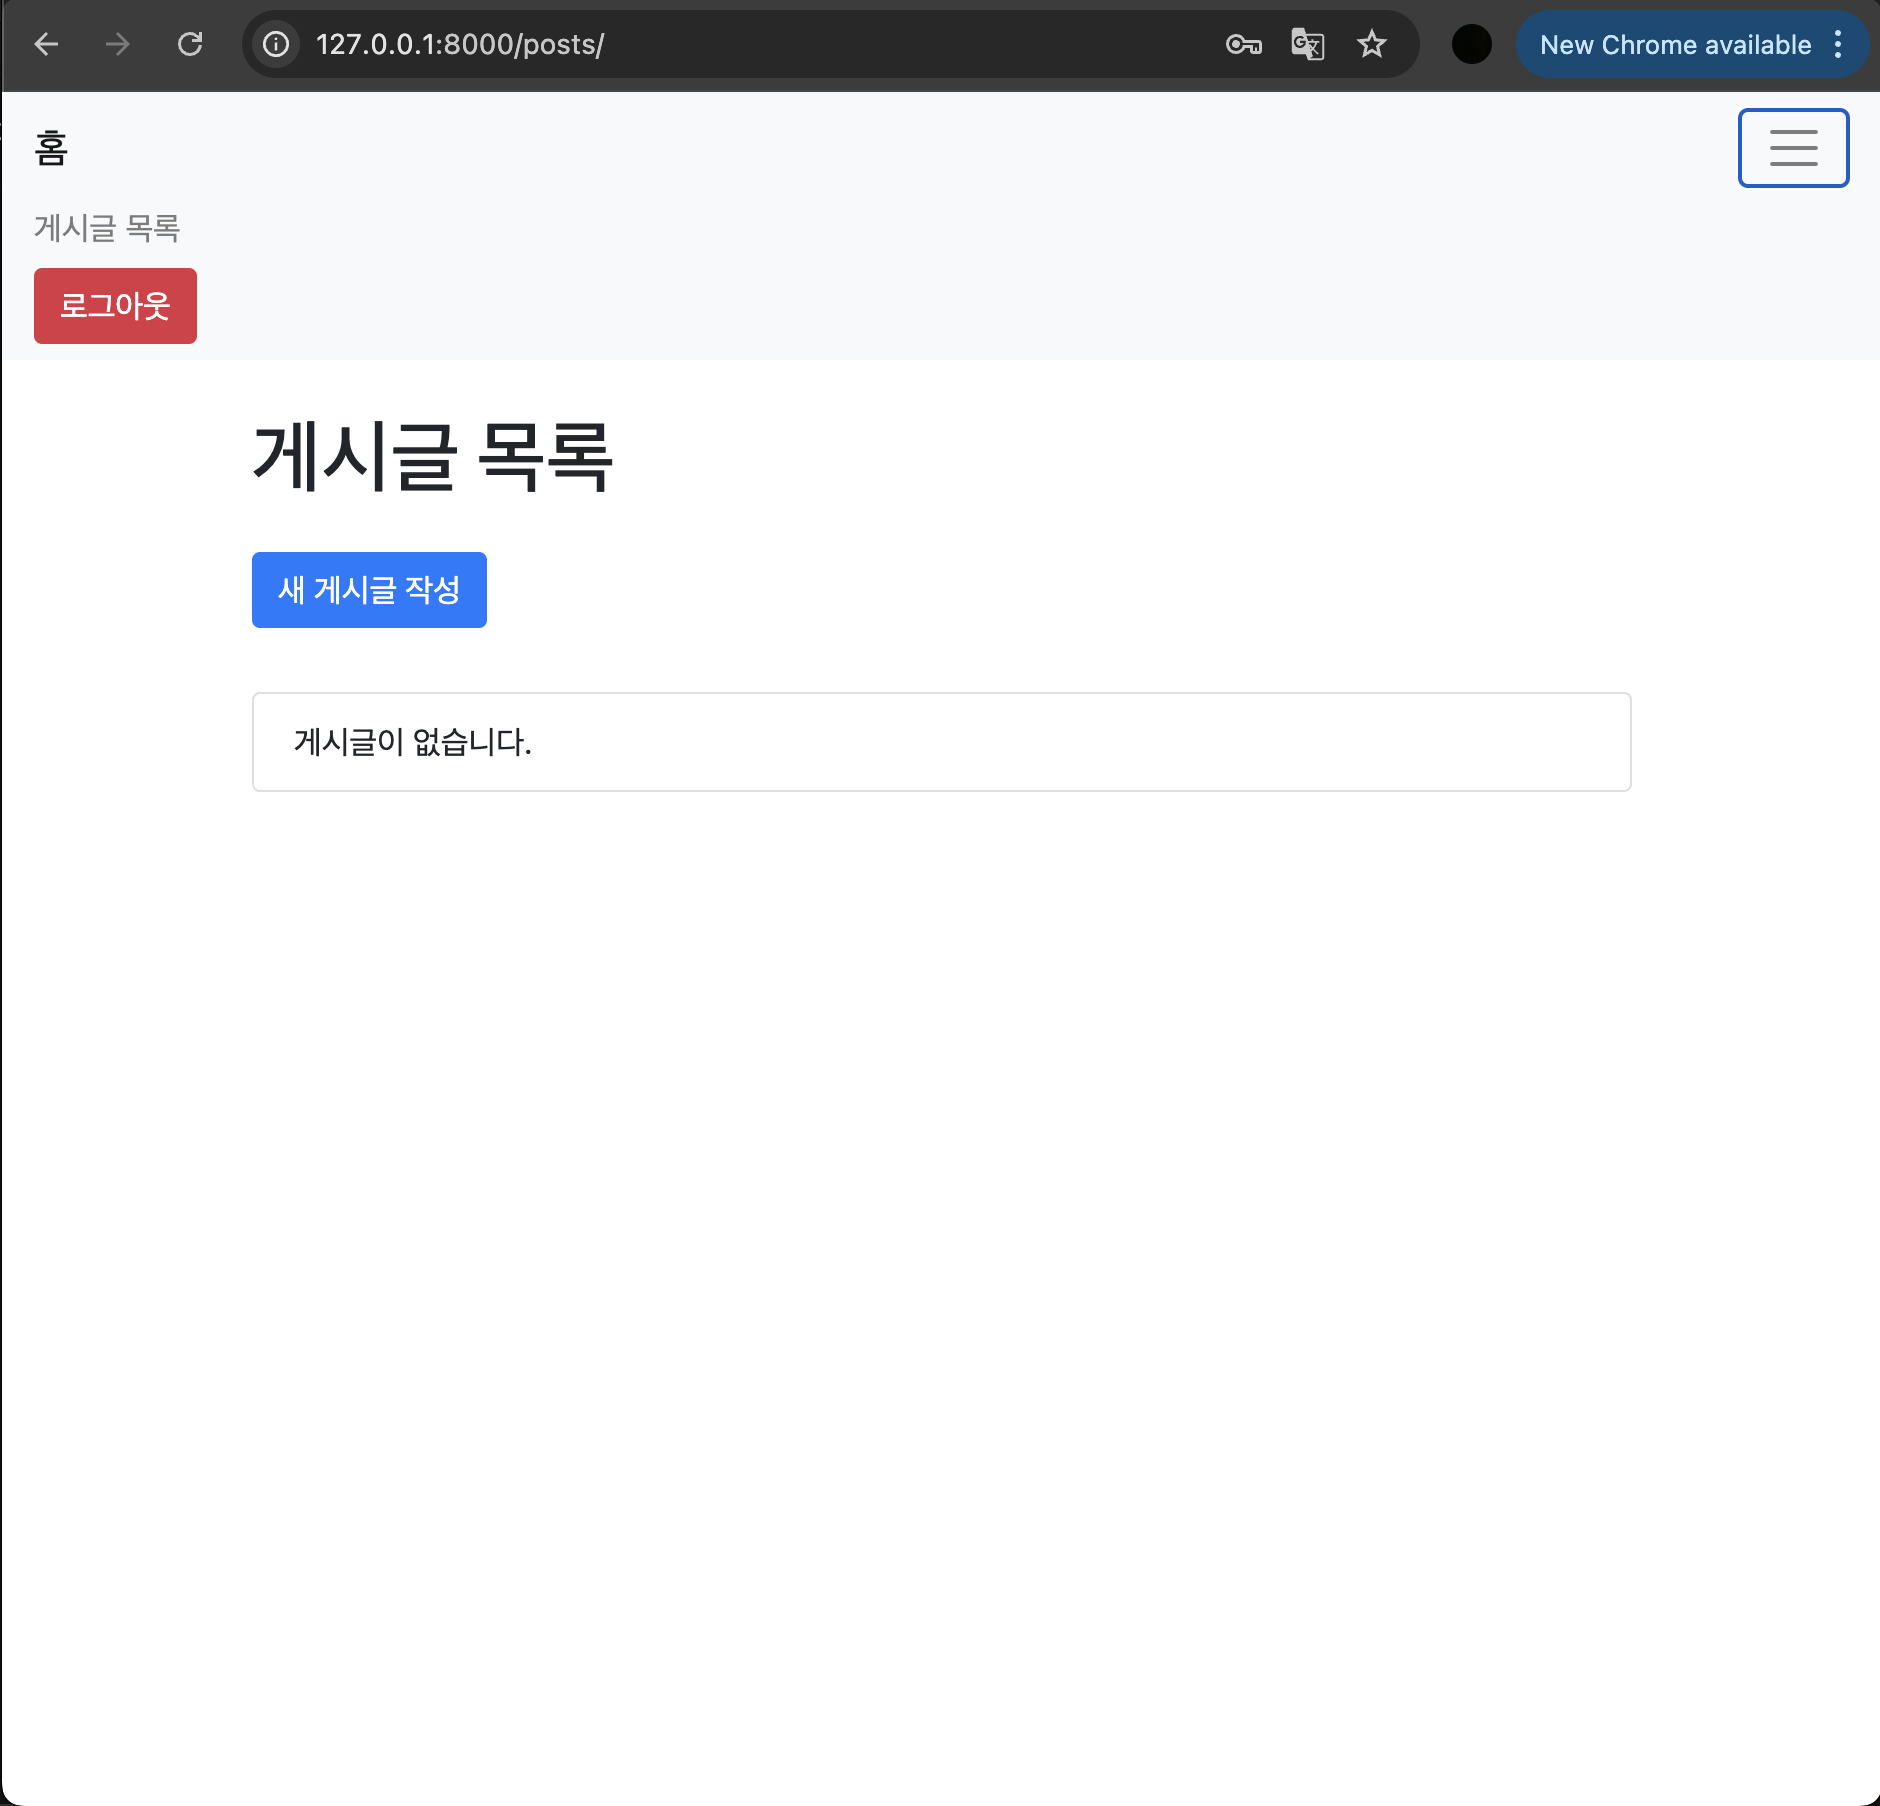 127.0.0.1:8000/posts/
New Chrome available
홈
게시글 목록
로그아웃
게시글 목록
새 게시글 작성
게시글이 없습니다.